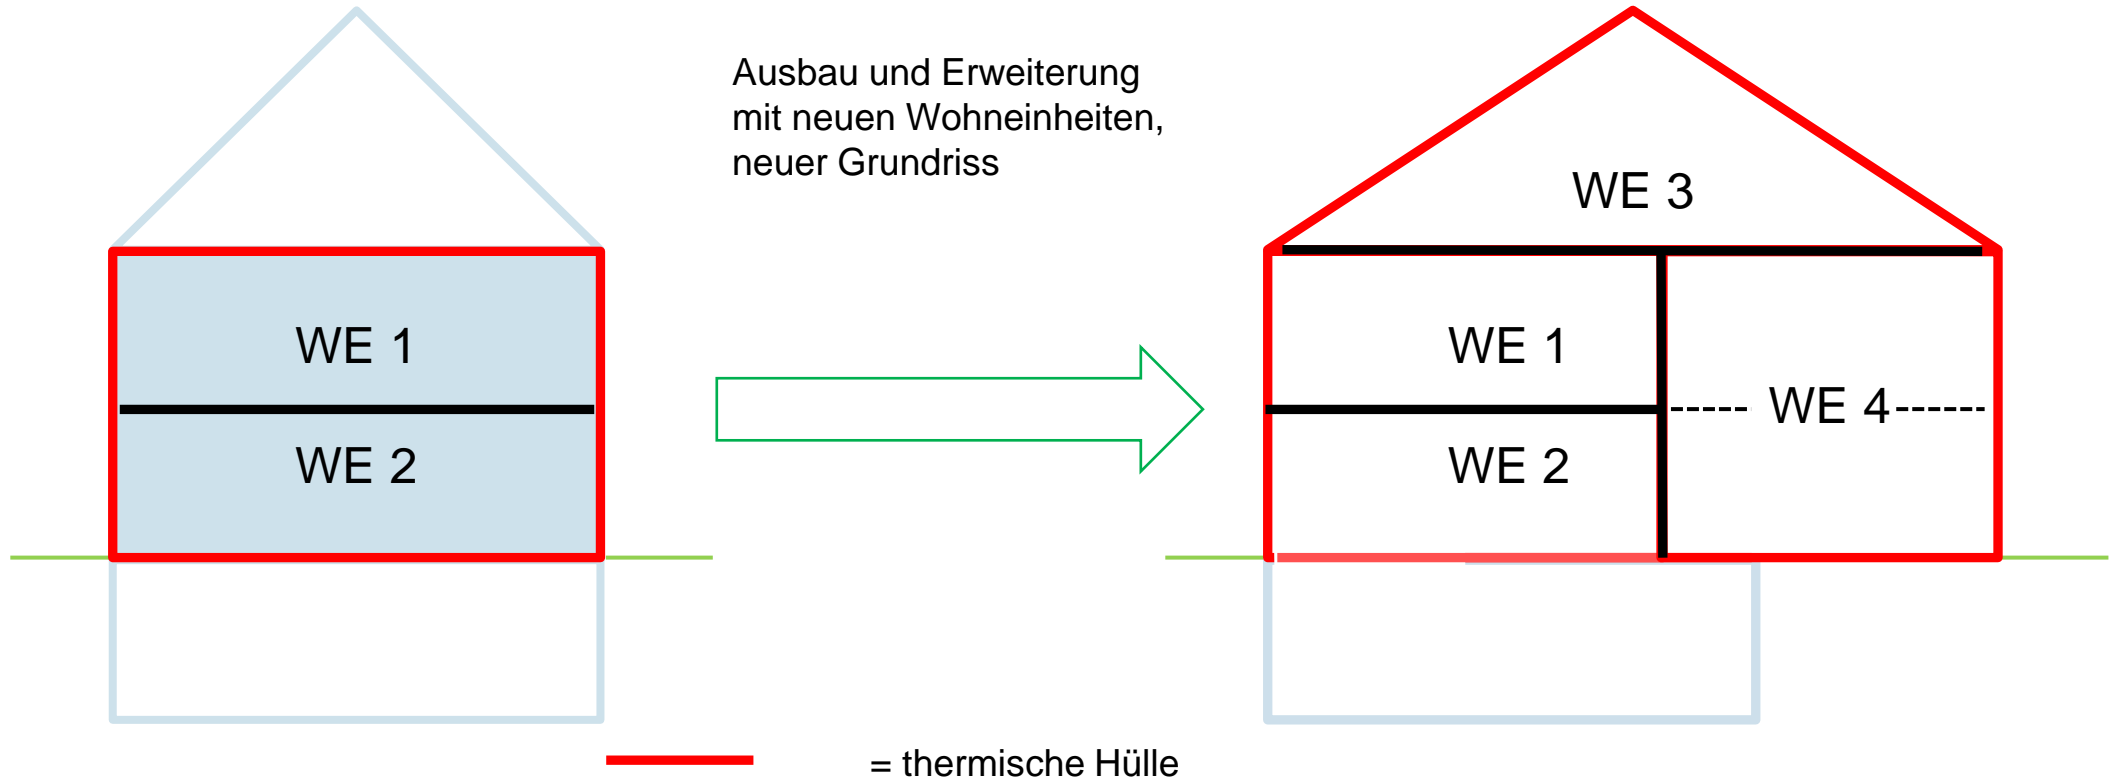 Ausbau und Erweiterung
mit neuen Wohneinheiten,
neuer Grundriss
WE 1
WE 2
WE 3
WE 1
WE 4
WE 2
= thermische Hülle